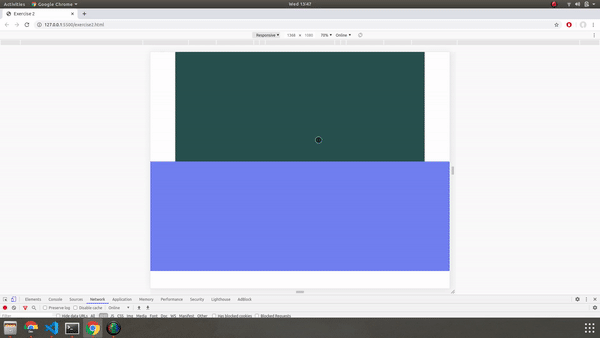 Activities Google Chrome Wed 13:47
Exercise 2
127.0.0.1:5500/exercise2.html
Responsive 1368 × 1080 70% Online
Elements Console Sources Network Application Memory Performance Security Lighthouse AdBlock
Preserve log Disable cache Online
Filter Hide data URLs All XHR JS CSS Img Media Font Doc WS Manifest Other Has blocked cookies Blocked Requests